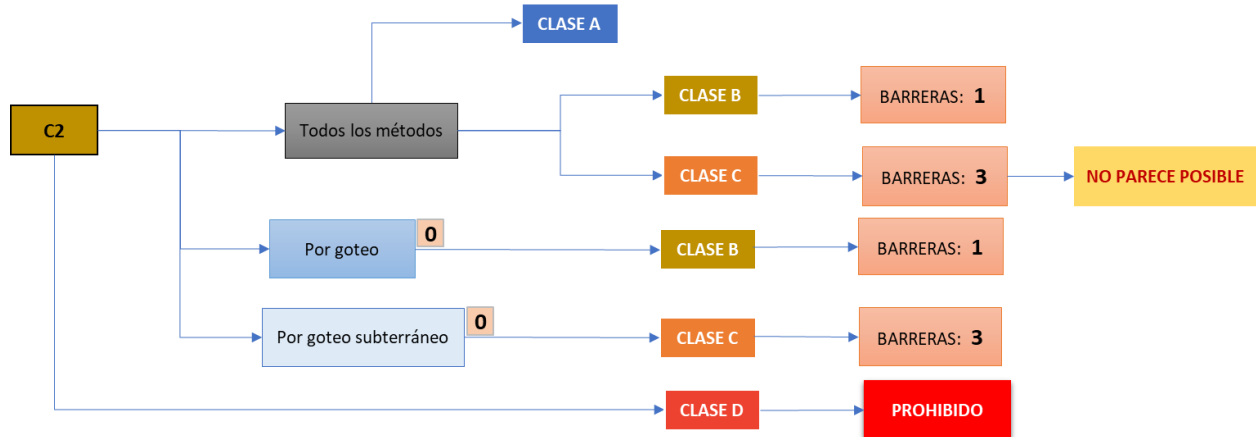 CLASE A
CLASE B
BARRERAS: 1
C2
Todos los métodos
CLASE C
BARRERAS: 3
NO PARECE POSIBLE
Por goteo
0
CLASE B
BARRERAS: 1
Por goteo subterráneo
0
CLASE C
BARRERAS: 3
CLASE D
PROHIBIDO